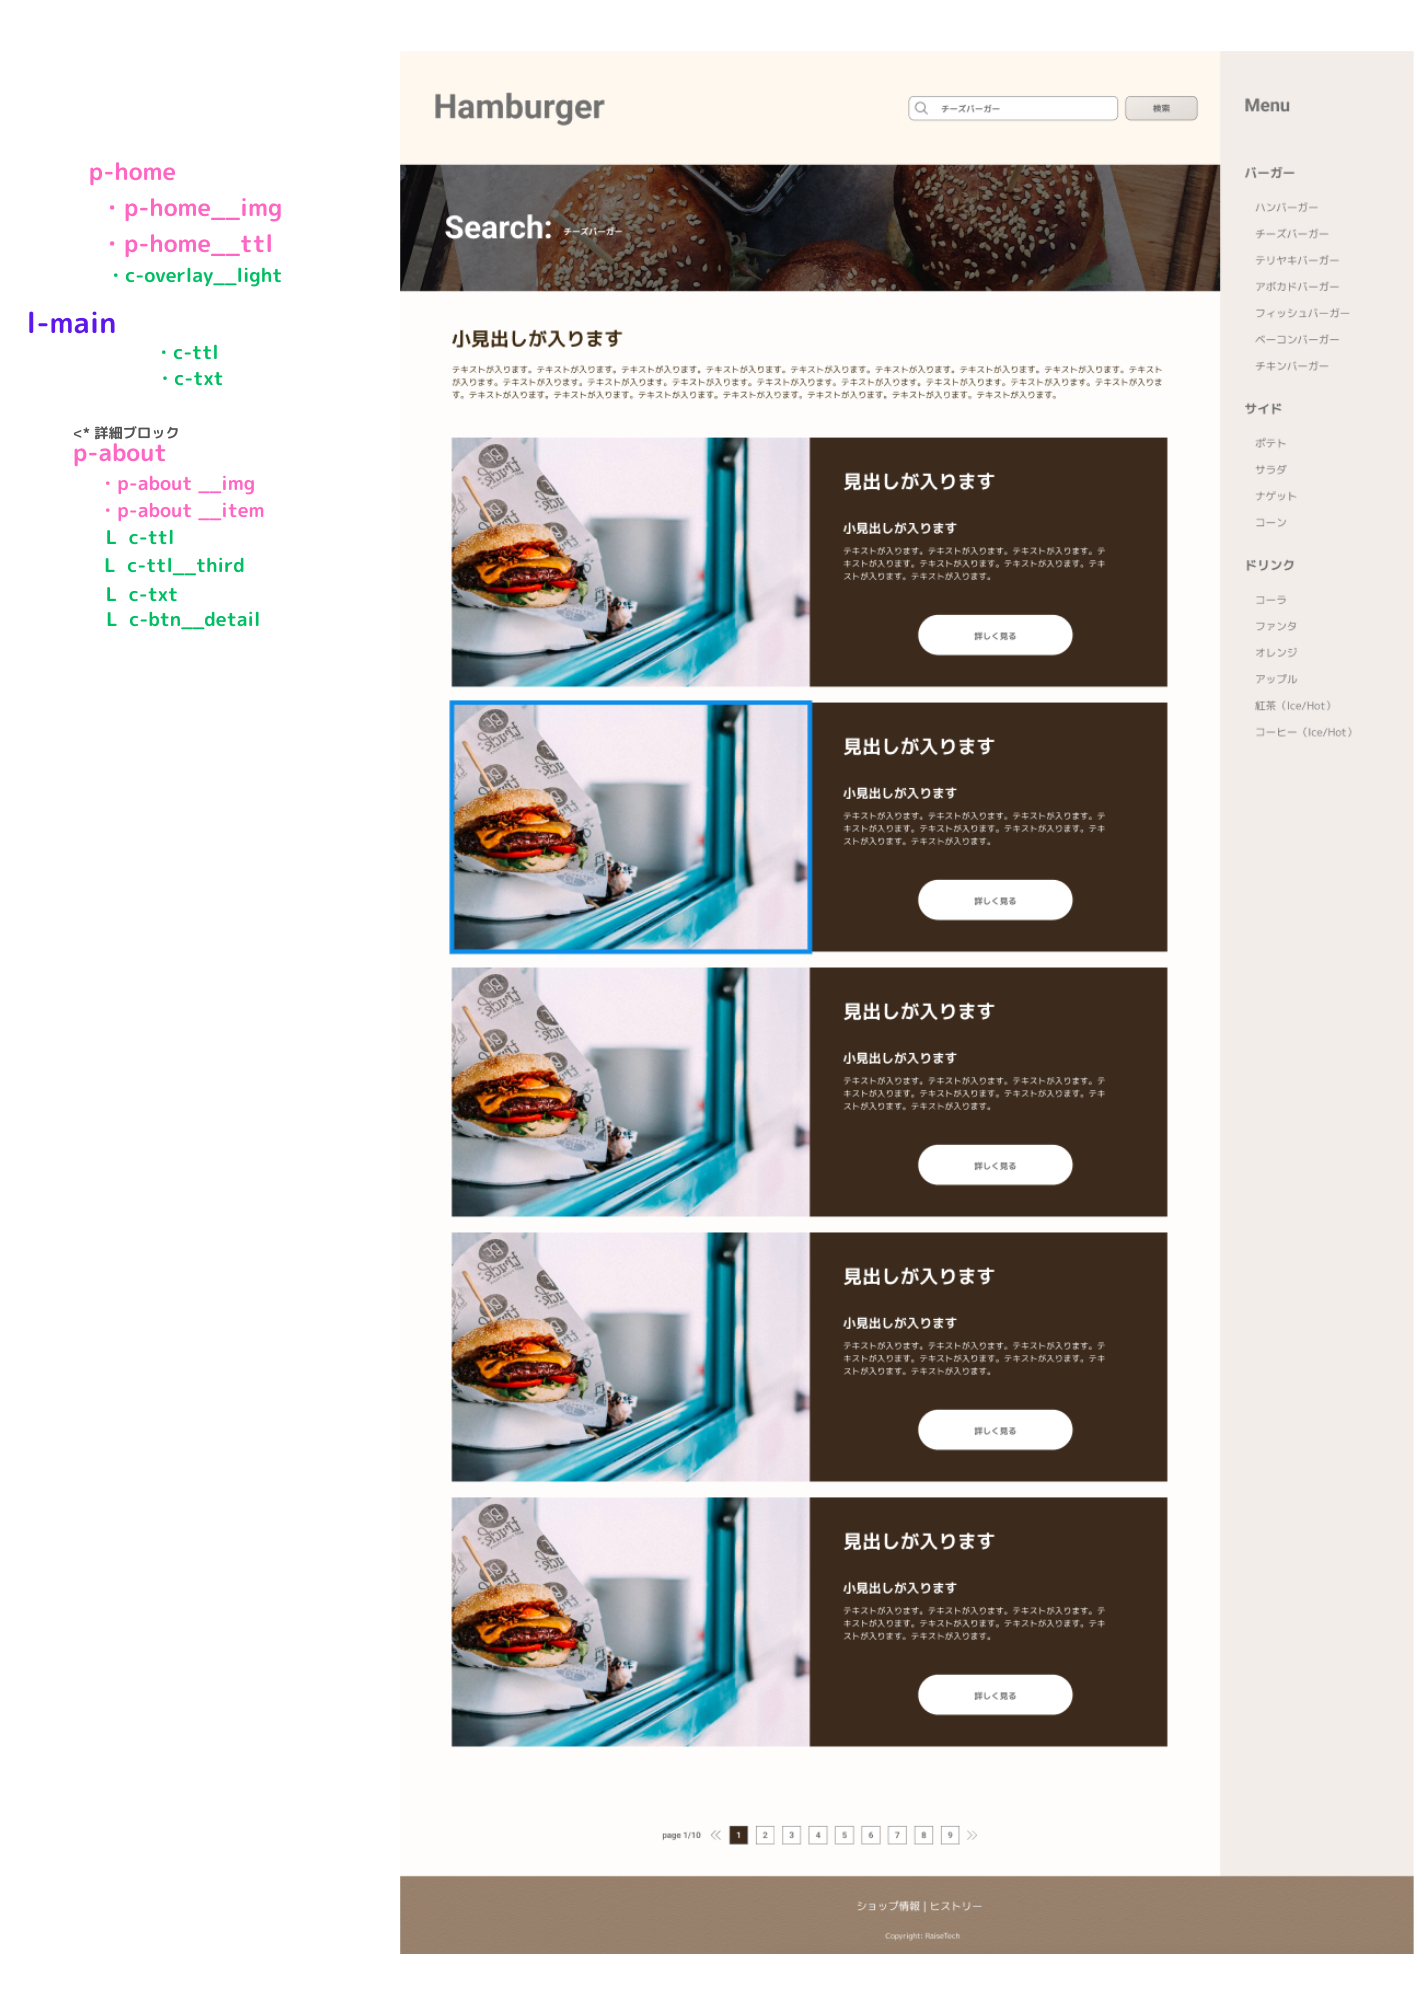 p-home
・p-home__img
・p-home__ttl
・c-overlay__light
l-main
・c-ttl
・c-txt
<* 詳細ブロック
p-about
・p-about __img
・p-about __item
L c-ttl
L c-ttl__third
L c-txt
L c-btn__detail
Hamburger
チーズバーガー
検索
Search: チーズバーガー
小見出しが入ります
テキストが入ります。テキストが入ります。テキストが入ります。テキストが入ります。テキストが入ります。テキストが入ります。テキストが入ります。テキストが入ります。テキスト
が入ります。テキストが入ります。テキストが入ります。テキストが入ります。テキストが入ります。テキストが入ります。テキストが入ります。テキストが入ります。テキストが入りま
す。テキストが入ります。テキストが入ります。テキストが入ります。テキストが入ります。テキストが入ります。テキストが入ります。テキストが入ります。
見出しが入ります
小見出しが入ります
テキストが入ります。テキストが入ります。テキストが入ります。テ
キストが入ります。テキストが入ります。テキストが入ります。テキ
ストが入ります。テキストが入ります。
詳しく見る
見出しが入ります
小見出しが入ります
テキストが入ります。テキストが入ります。テキストが入ります。テ
キストが入ります。テキストが入ります。テキストが入ります。テキ
ストが入ります。テキストが入ります。
詳しく見る
見出しが入ります
小見出しが入ります
テキストが入ります。テキストが入ります。テキストが入ります。テ
キストが入ります。テキストが入ります。テキストが入ります。テキ
ストが入ります。テキストが入ります。
詳しく見る
見出しが入ります
小見出しが入ります
テキストが入ります。テキストが入ります。テキストが入ります。テ
キストが入ります。テキストが入ります。テキストが入ります。テキ
ストが入ります。テキストが入ります。
詳しく見る
見出しが入ります
小見出しが入ります
テキストが入ります。テキストが入ります。テキストが入ります。テ
キストが入ります。テキストが入ります。テキストが入ります。テキ
ストが入ります。テキストが入ります。
詳しく見る
page 1/10 1 2 3 4 5 6 7 8 9
Menu
バーガー
ハンバーガー
チーズバーガー
テリヤキバーガー
アボカドバーガー
フィッシュバーガー
ベーコンバーガー
チキンバーガー
サイド
ポテト
サラダ
ナゲット
コーン
ドリンク
コーラ
ファンタ
オレンジ
アップル
紅茶（Ice/Hot）
コーヒー（Ice/Hot）
ショップ情報 | ヒストリー
Copyright: RaiseTech